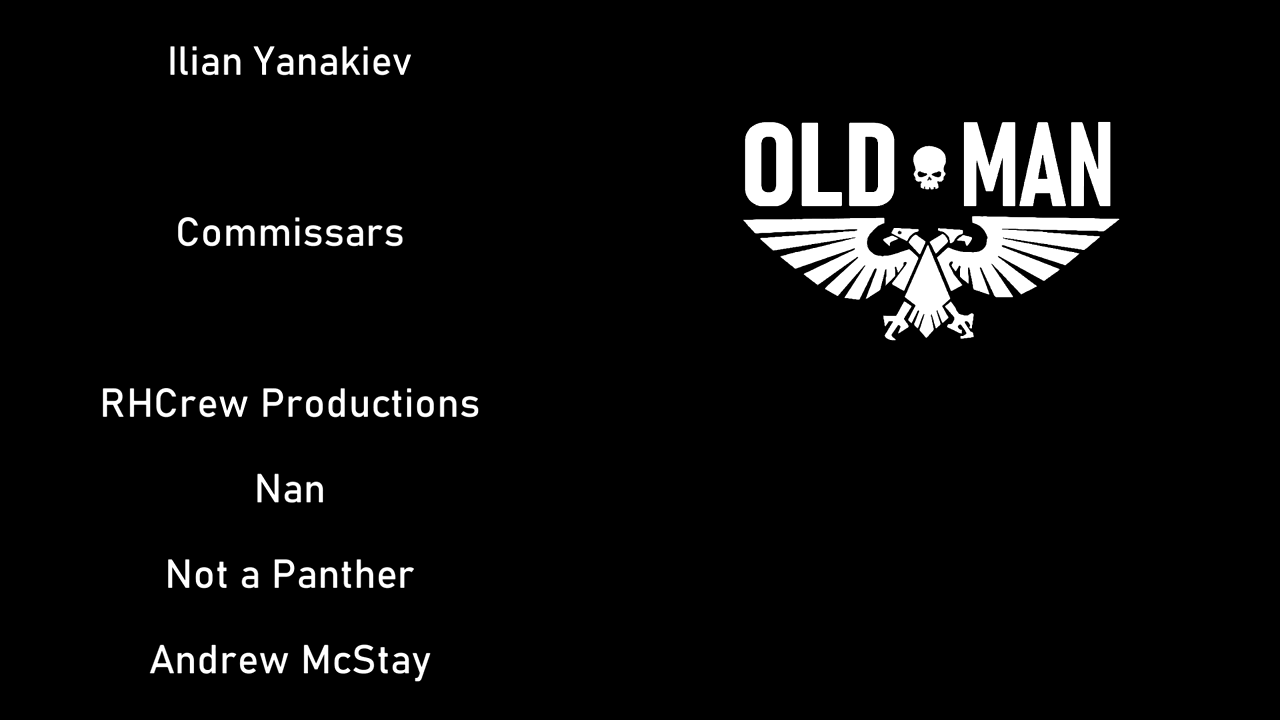 Ilian Yanakiev
Commissars
RHCrew Productions
Nan
Not a Panther
Andrew McStay
OLD MAN